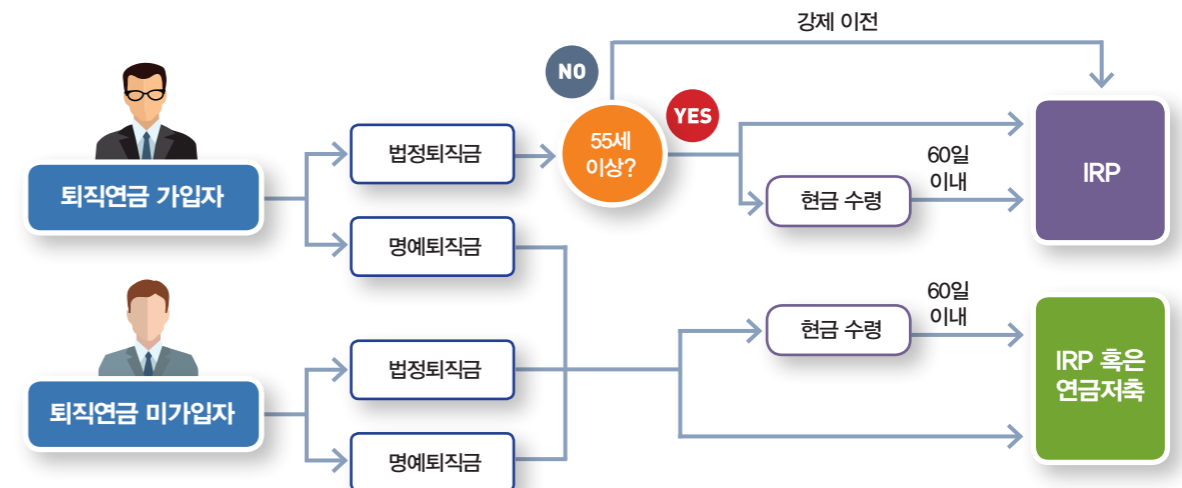 강제 이전
NO
YES
퇴직연금 가입자
법정퇴직금
55세
이상?
60일
이내
현금 수령
IRP
명예퇴직금
퇴직연금 미가입자
법정퇴직금
명예퇴직금
현금 수령
60일
이내
IRP 혹은
연금저축